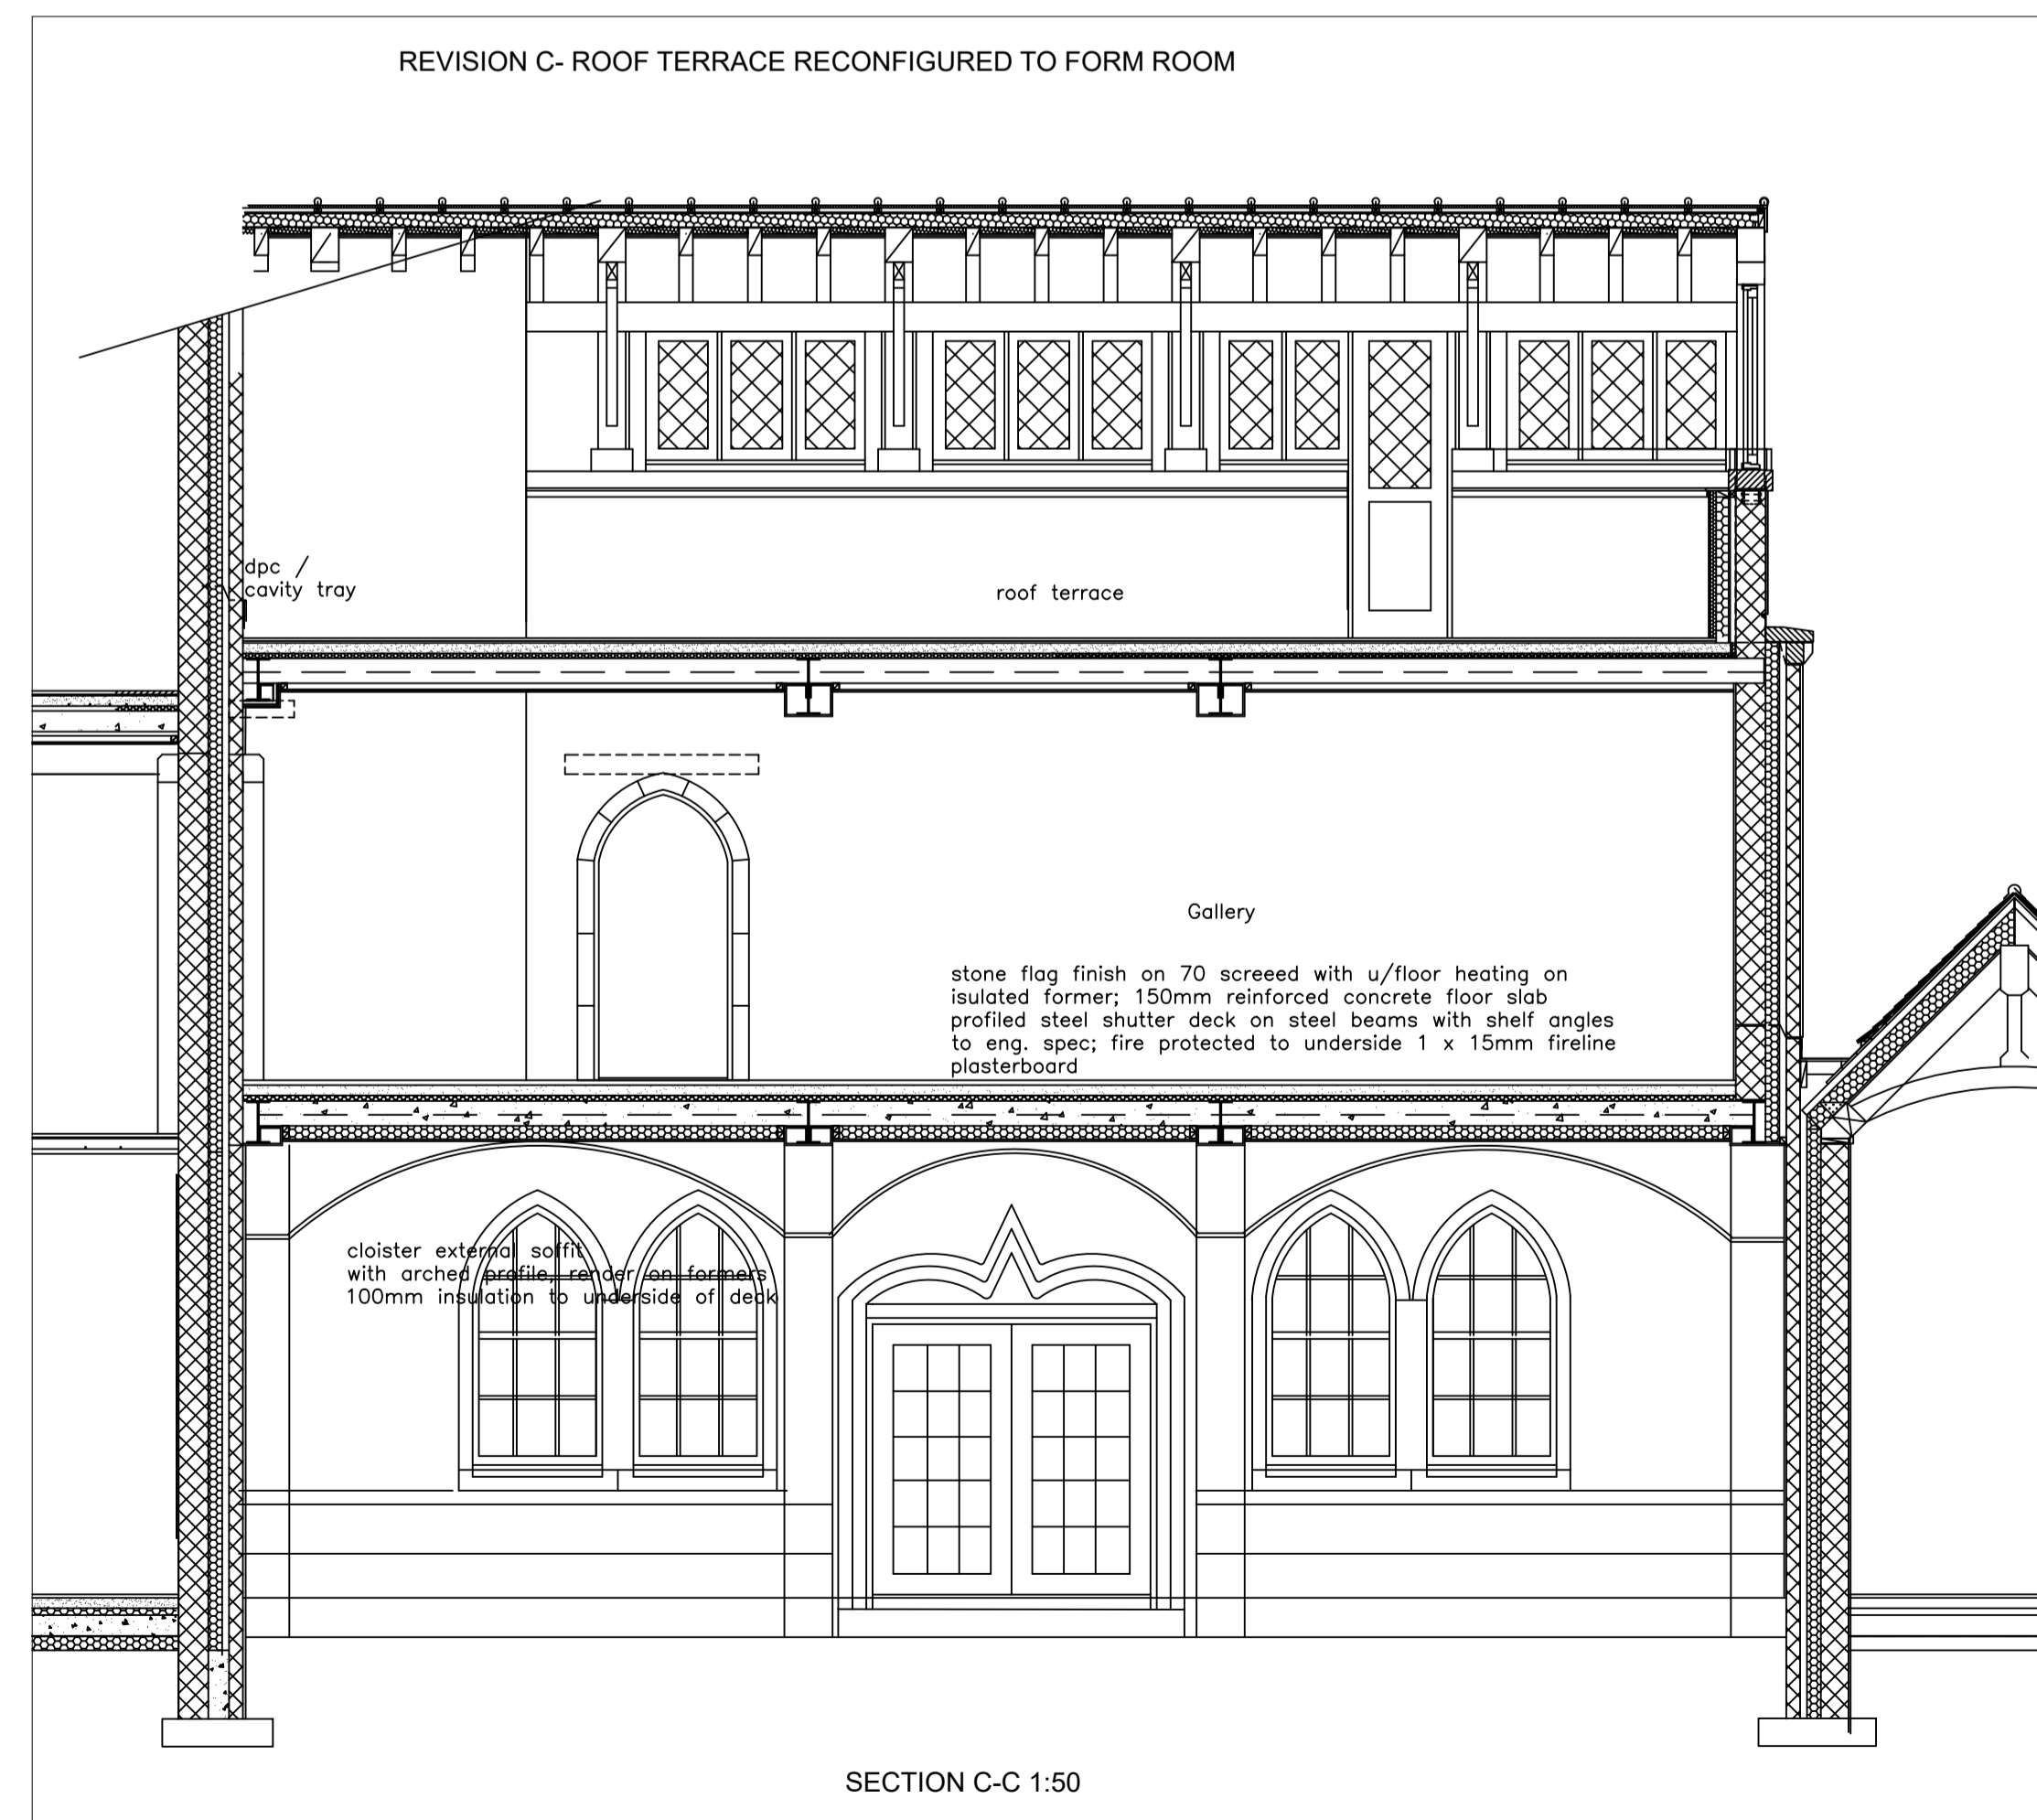 REVISION C- ROOF TERRACE RECONFIGURED TO FORM ROOM
dpc /
cavity tray
roof terrace
Gallery
stone flag finish on 70 screeed with u/floor heating on
isulated former; 150mm reinforced concrete floor slab
profiled steel shutter deck on steel beams with shelf angles
to eng. spec; fire protected to underside 1 x 15mm fireline
plasterboard
cloister external soffit
with arched profile, render on formers
100mm insulation to underside of deck
SECTION C-C 1:50